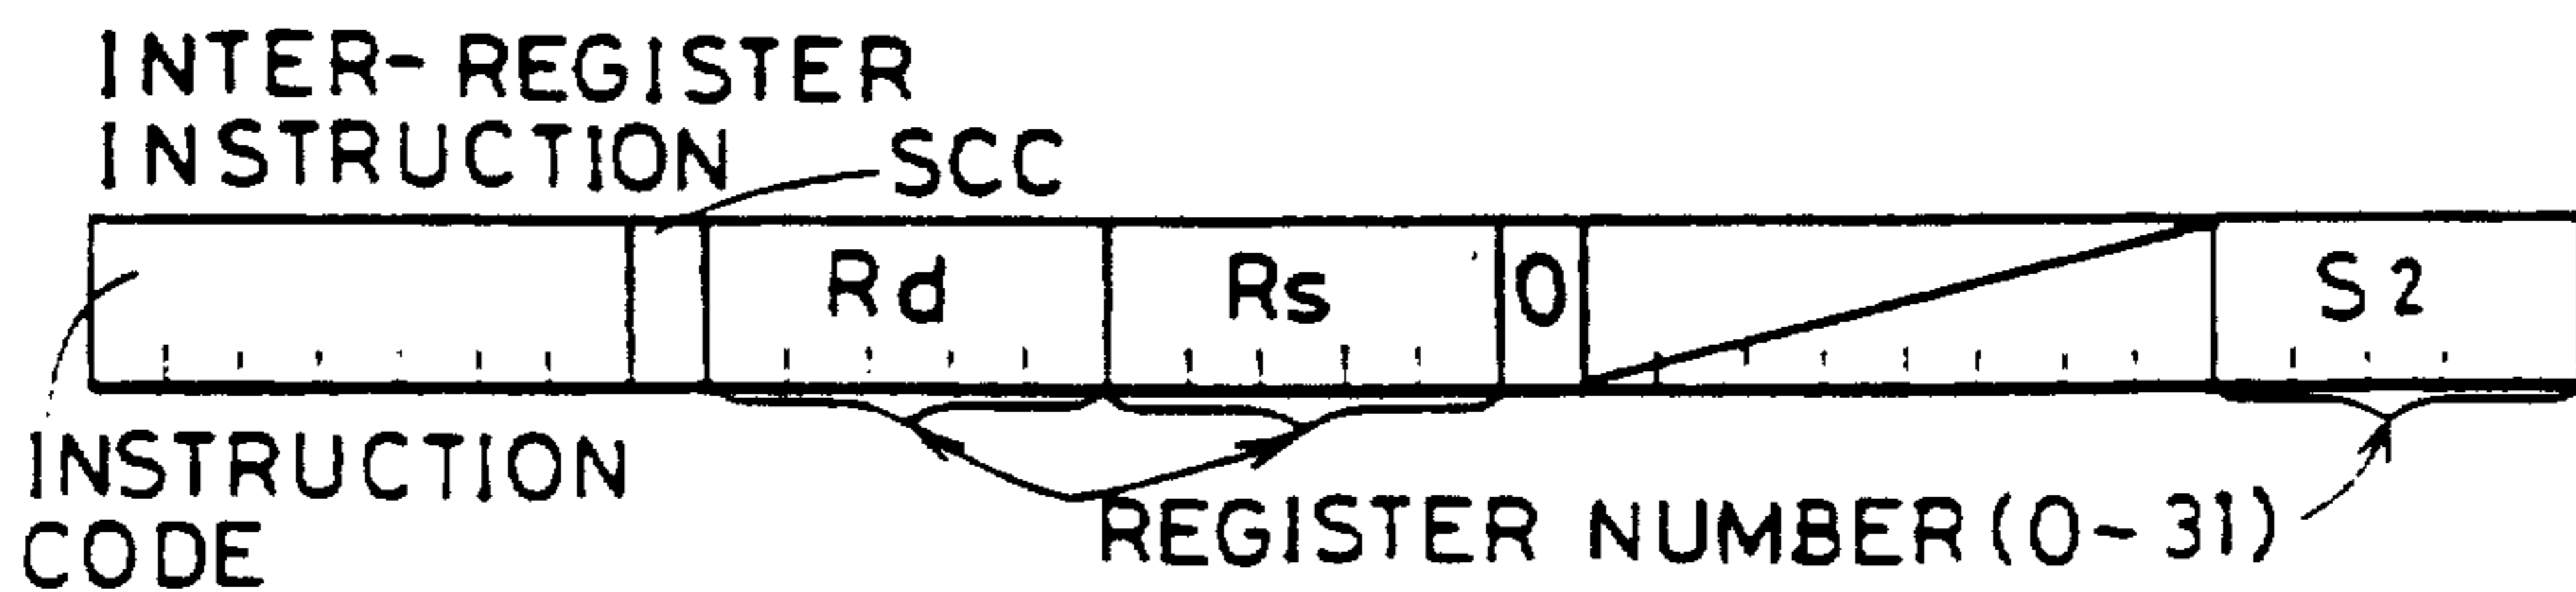 INTER-REGISTER
INSTRUCTION
SCC
Rd Rs 0 S2
INSTRUCTION
CODE
REGISTER NUMBER (0-31)